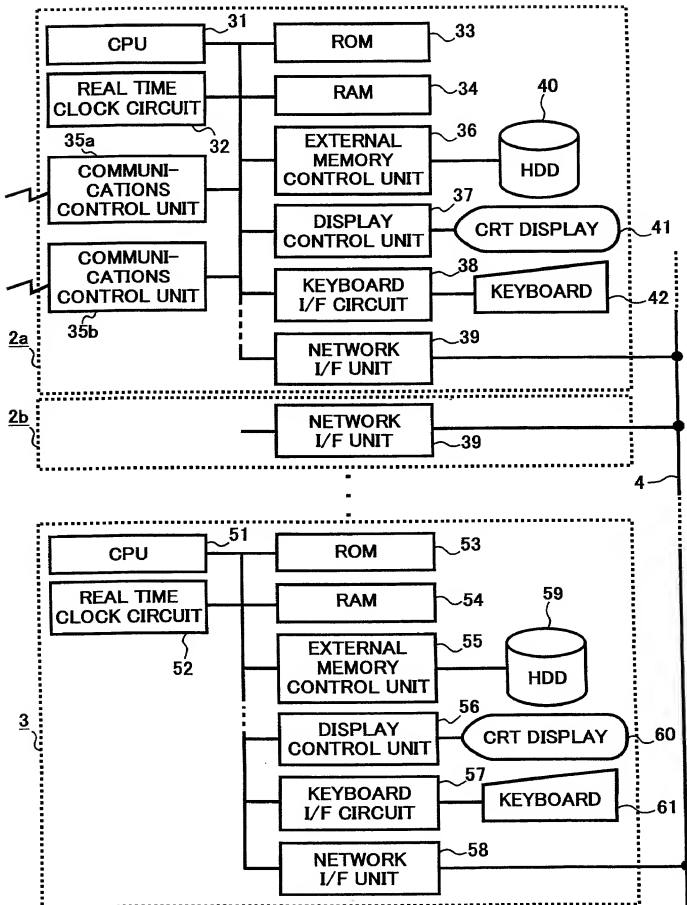 31
CPU
ROM
33
REAL TIME
CLOCK CIRCUIT
32
RAM
34
35a
COMMUNI-
CATIONS
CONTROL UNIT
EXTERNAL
MEMORY
CONTROL UNIT
36
40
HDD
DISPLAY
CONTROL UNIT
37
CRT DISPLAY
41
COMMUNI-
CATIONS
CONTROL UNIT
35b
KEYBOARD
I/F CIRCUIT
38
KEYBOARD
42
2a
NETWORK
I/F UNIT
39
2b
NETWORK
I/F UNIT
39
4
51
CPU
ROM
53
REAL TIME
CLOCK CIRCUIT
52
RAM
54
EXTERNAL
MEMORY
CONTROL UNIT
55
59
HDD
3
DISPLAY
CONTROL UNIT
56
CRT DISPLAY
60
KEYBOARD
I/F CIRCUIT
57
KEYBOARD
61
NETWORK
I/F UNIT
58